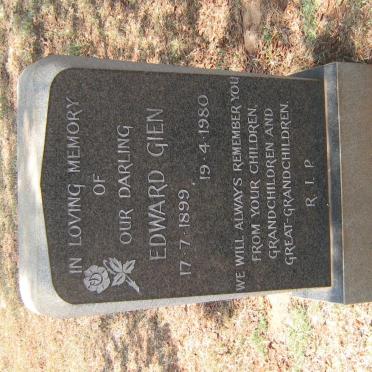 IN LOVING MEMORY
OF
OUR DARLING
EDWARD GIEN
17-7-1899. 19-4-1980
WE WILL ALWAYS REMEMBER YOU
FROM YOUR CHILDREN,
GRANDCHILDREN AND
GREAT-GRANDCHILDREN.
R.I.P.